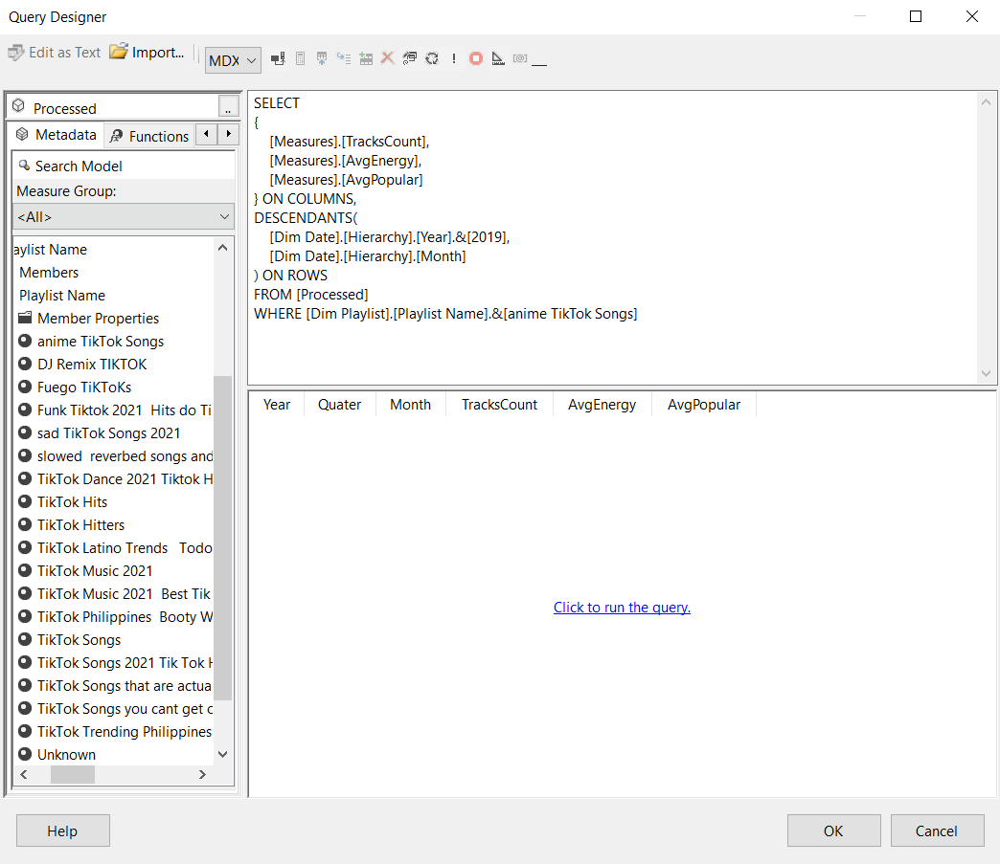 Query Designer
Edit as Text Import... MDX
Processed ..
Metadata Functions
Search Model
Measure Group:
<All>
aylist Name
Members
Playlist Name
Member Properties
anime TikTok Songs
DJ Remix TIKTOK
Fuego TiKToKs
Funk Tiktok 2021 Hits do Ti
sad TikTok Songs 2021
slowed reverbed songs and
TikTok Dance 2021 Tiktok H
TikTok Hits
TikTok Hitters
TikTok Latino Trends Todo
TikTok Music 2021
TikTok Music 2021 Best Tik
TikTok Philippines Booty W
TikTok Songs
TikTok Songs 2021 Tik Tok H
TikTok Songs that are actua
TikTok Songs you cant get o
TikTok Trending Philippines
Unknown
SELECT
{
[Measures].[TracksCount],
[Measures].[AvgEnergy],
[Measures].[AvgPopular]
} ON COLUMNS,
DESCENDANTS(
[Dim Date].[Hierarchy].[Year].&[2019],
[Dim Date].[Hierarchy].[Month]
) ON ROWS
FROM [Processed]
WHERE [Dim Playlist].[Playlist Name].&[anime TikTok Songs]
Year Quater Month TracksCount AvgEnergy AvgPopular
Click to run the query.
Help OK Cancel